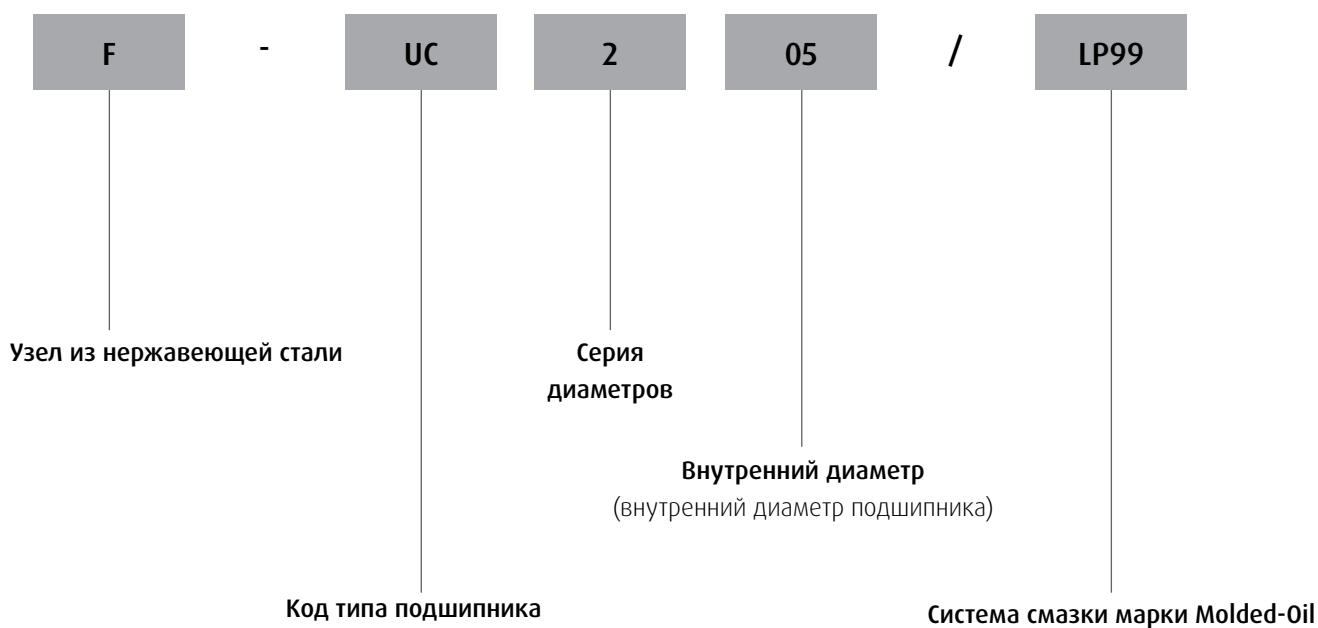 F - UC 2 05 / LP99
Узел из нержавеющей стали
Серия
диаметров
Внутренний диаметр
(внутренний диаметр подшипника)
Код типа подшипника
Система смазки марки Molded-Oil